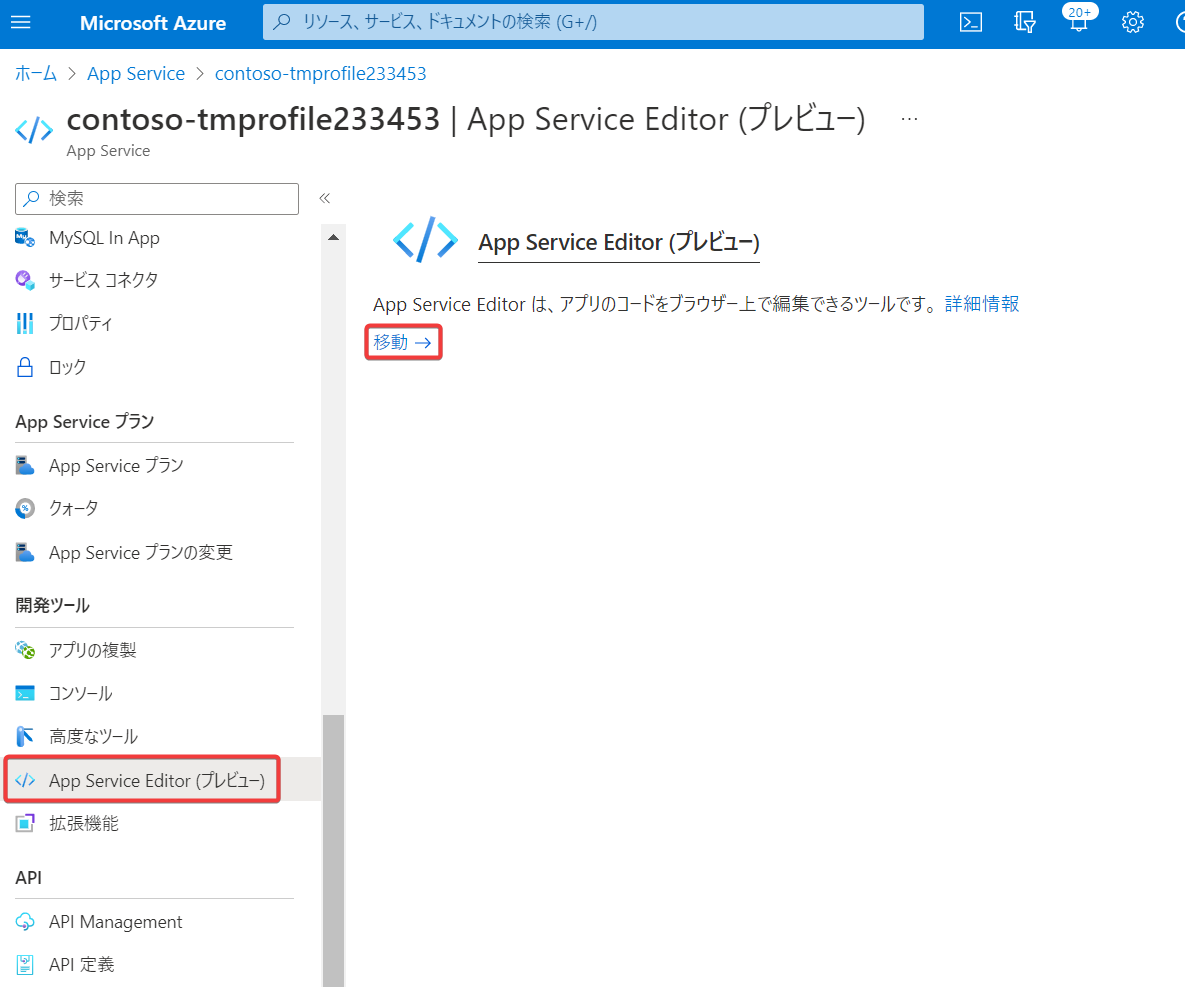 Microsoft Azure
リソース、サービス、ドキュメントの検索 (G+/)
20+
ホーム > App Service > contoso-tmprofile233453
contoso-tmprofile233453 | App Service Editor (プレビュー) ...
App Service
検索
«
MySQL In App
サービス コネクタ
プロパティ
ロック
App Service プラン
App Service プラン
クォータ
App Service プランの変更
開発ツール
アプリの複製
コンソール
高度なツール
App Service Editor (プレビュー)
拡張機能
API
API Management
API 定義
App Service Editor (プレビュー)
App Service Editor は、アプリのコードをブラウザー上で編集できるツールです。 詳細情報
移動 →